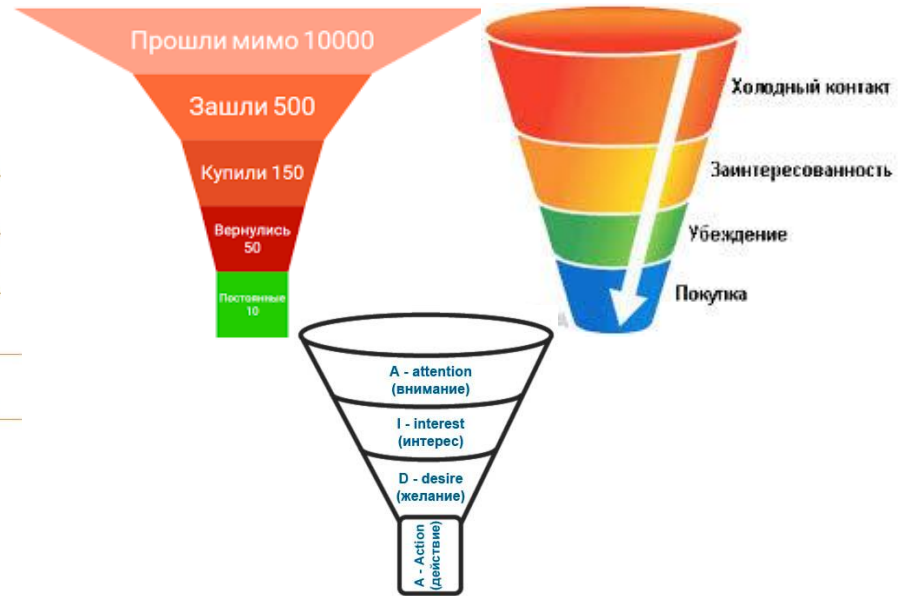 Прошли мимо 10000
Зашли 500
Купили 150
Вернулись
50
Постоянные
10
Холодный контакт
Заинтересованность
Убеждение
Покупка
A - attention
(внимание)
I - interest
(интерес)
D - desire
(желание)
A - Action
(действие)